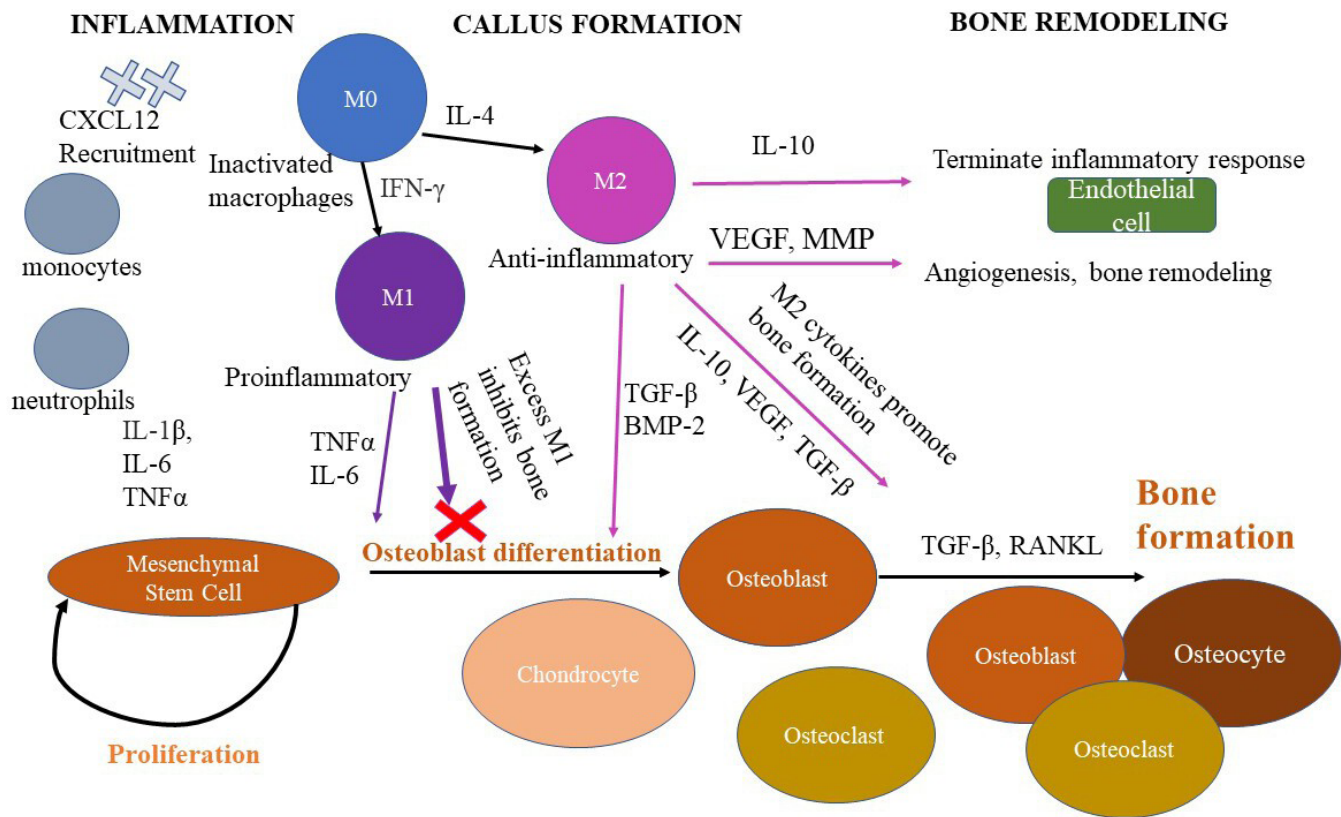 INFLAMMATION
CALLUS FORMATION
BONE REMODELING
CXCL12
Recruitment
monocytes
neutrophils
IL-1β,
IL-6
TNFα
M0
Inactivated
macrophages
IL-4
IFN-γ
M1
Proinflammatory
TNFα
IL-6
Excess M1
inhibits bone
formation
M2
Anti-inflammatory
IL-10
Terminate inflammatory response
Endothelial
cell
VEGF, MMP
Angiogenesis, bone remodeling
M2 cytokines promote
bone formation
IL-10, VEGF, TGF-β
TGF-β
BMP-2
Mesenchymal
Stem Cell
Proliferation
Osteoblast differentiation
Chondrocyte
Osteoblast
Osteoclast
TGF-β, RANKL
Bone
formation
Osteoblast
Osteocyte
Osteoclast